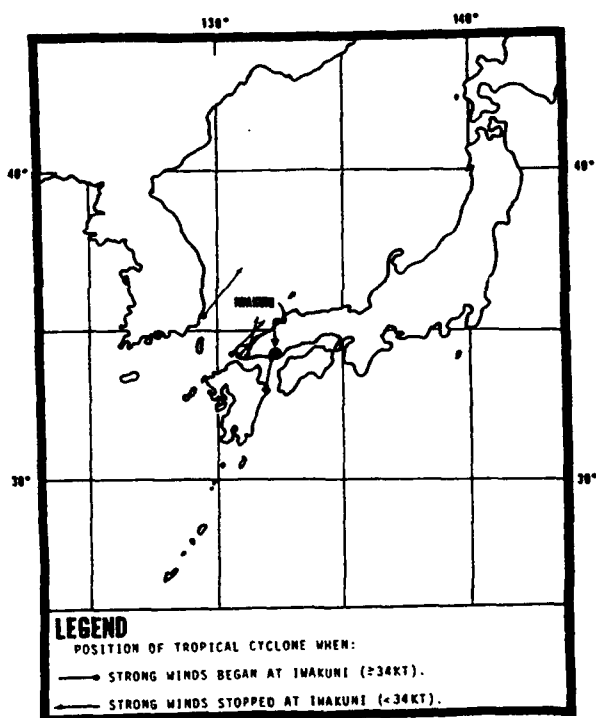 130° 140°
40° 40°
IWAKUNI
30° 30°
LEGEND
POSITION OF TROPICAL CYCLONE WHEN:
STRONG WINDS BEGAN AT IWAKUNI (≥34KT).
STRONG WINDS STOPPED AT IWAKUNI (<34KT).